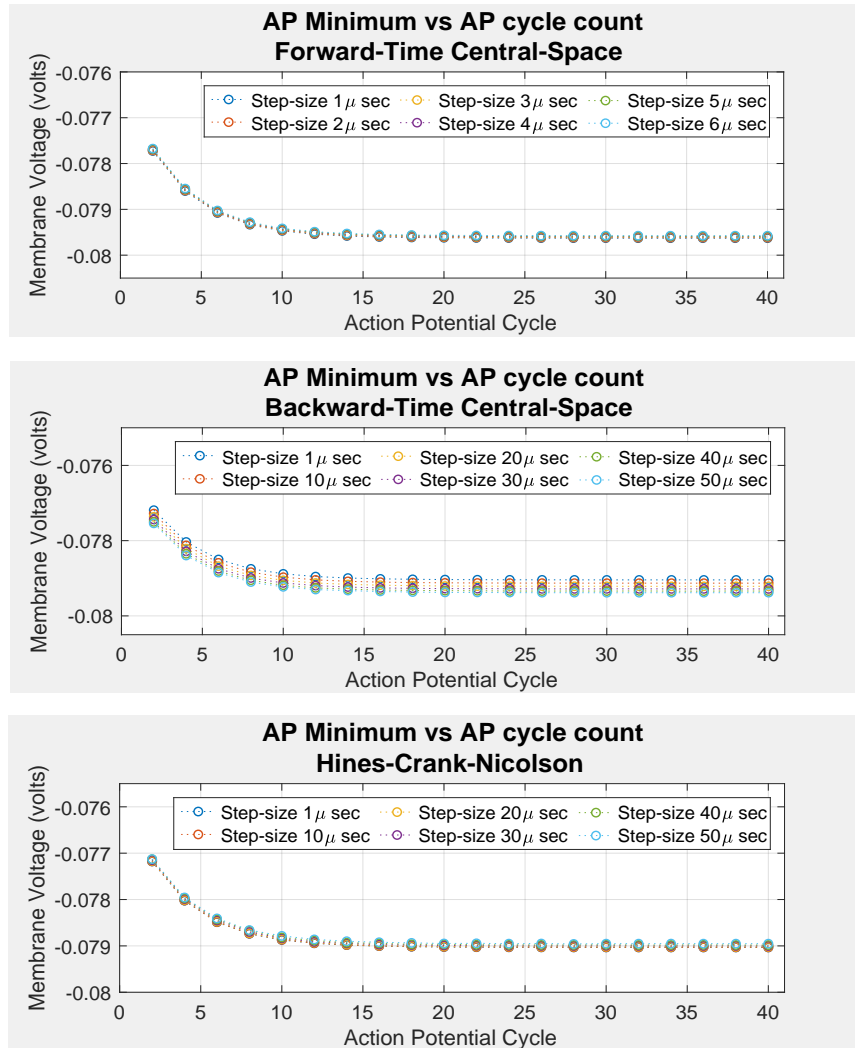 AP Minimum vs AP cycle count
Forward-Time Central-Space
-0.076
-0.077
-0.078
-0.079
-0.08
Membrane Voltage (volts)
Step-size 1μ sec Step-size 3μ sec Step-size 5μ sec
Step-size 2μ sec Step-size 4μ sec Step-size 6μ sec
0 5 10 15 20 25 30 35 40
Action Potential Cycle
AP Minimum vs AP cycle count
Backward-Time Central-Space
-0.076
-0.078
-0.08
Membrane Voltage (volts)
Step-size 1μ sec Step-size 20μ sec Step-size 40μ sec
Step-size 10μ sec Step-size 30μ sec Step-size 50μ sec
0 5 10 15 20 25 30 35 40
Action Potential Cycle
AP Minimum vs AP cycle count
Hines-Crank-Nicolson
-0.076
-0.077
-0.078
-0.079
-0.08
Membrane Voltage (volts)
Step-size 1μ sec Step-size 20μ sec Step-size 40μ sec
Step-size 10μ sec Step-size 30μ sec Step-size 50μ sec
0 5 10 15 20 25 30 35 40
Action Potential Cycle